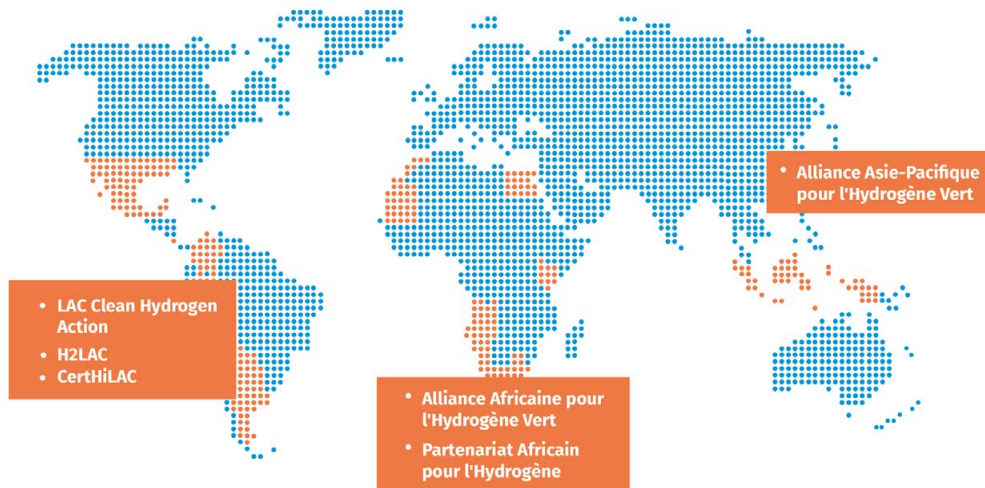 • Alliance Asie-Pacifique
pour l'Hydrogène Vert
• LAC Clean Hydrogen
Action
• H2LAC
• CertHiLAC
• Alliance Africaine pour
l'Hydrogène Vert
• Partenariat Africain
pour l'Hydrogène